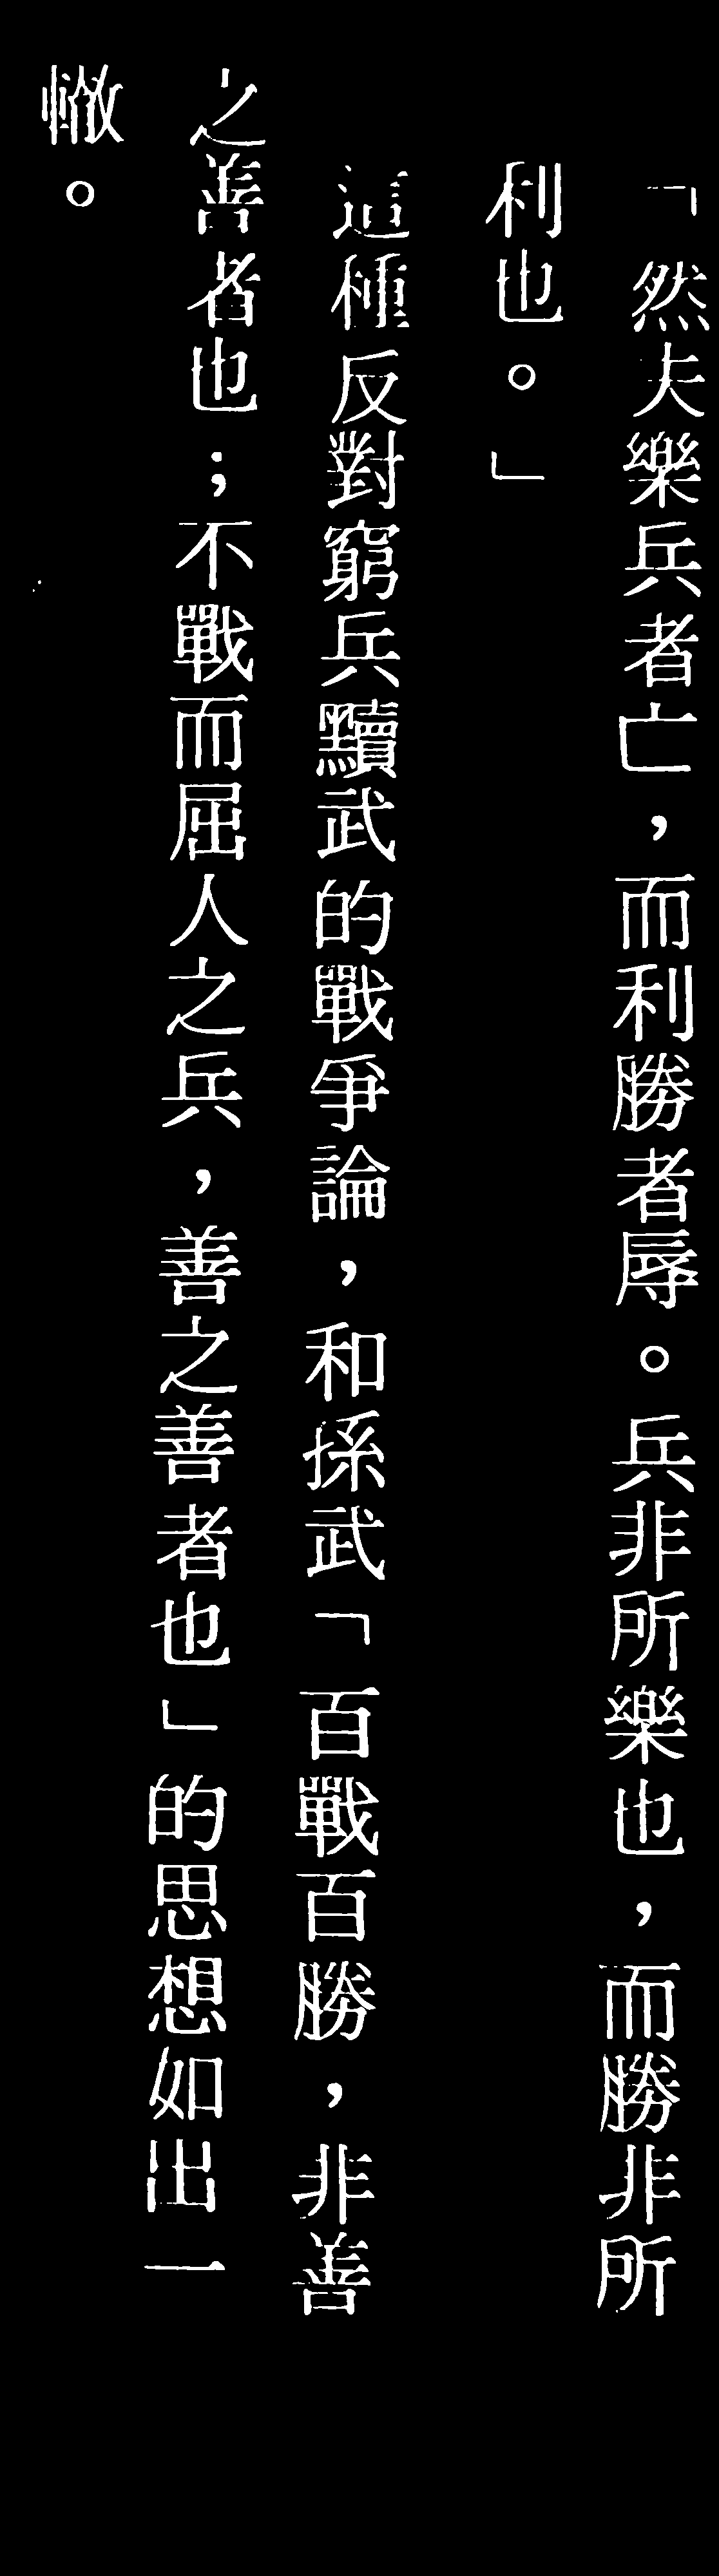 「然夫樂兵者亡，而利勝者辱。兵非所樂也，而勝非所
利也。」
這種反對窮兵黷武的戰爭論，和孫武「百戰百勝，非善
之善者也；不戰而屈人之兵，善之善者也」的思想如出一
轍。